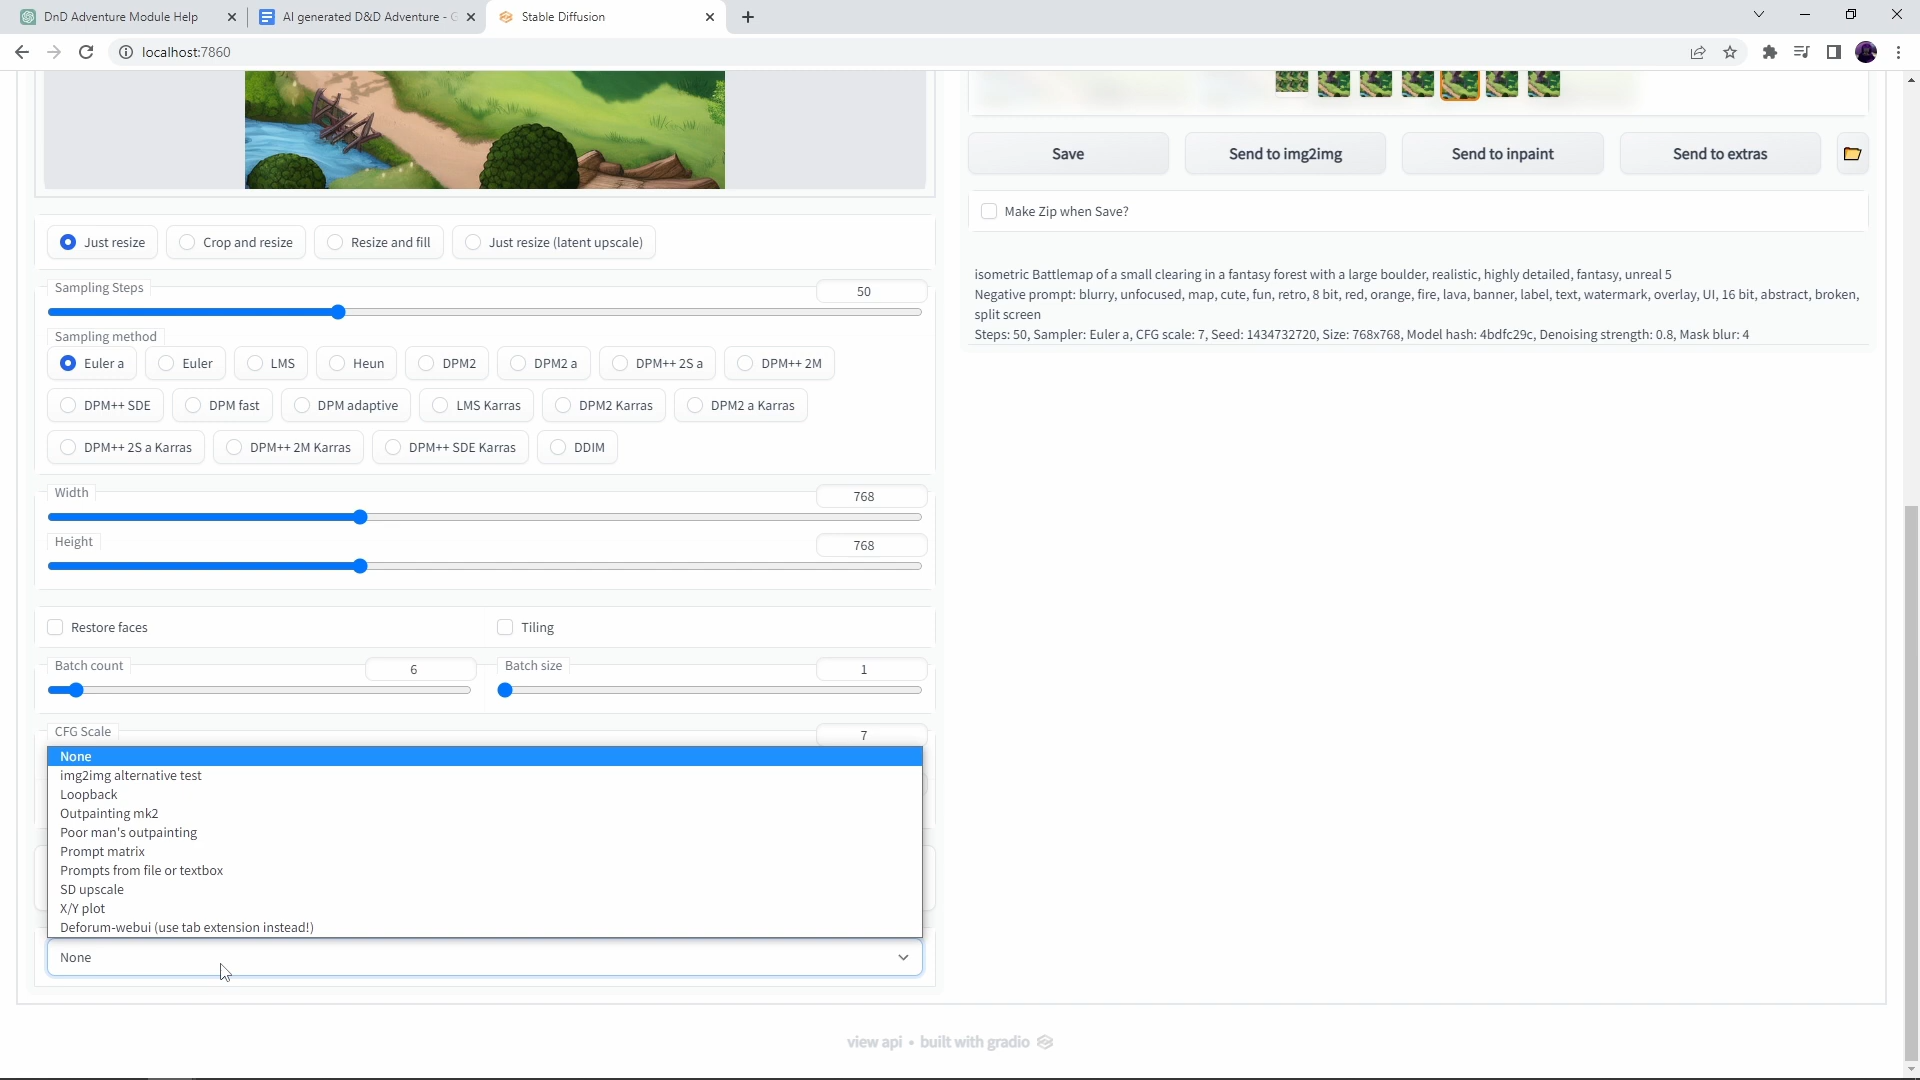 DnD Adventure Module Help
AI generated D&D Adventure - G
Stable Diffusion
localhost:7860
Save
Send to img2img
Send to inpaint
Send to extras
Make Zip when Save?
isometric Battlemap of a small clearing in a fantasy forest with a large boulder, realistic, highly detailed, fantasy, unreal 5
Negative prompt: blurry, unfocused, map, cute, fun, retro, 8 bit, red, orange, fire, lava, banner, label, text, watermark, overlay, UI, 16 bit, abstract, broken,
split screen
Steps: 50, Sampler: Euler a, CFG scale: 7, Seed: 1434732720, Size: 768x768, Model hash: 4bdfc29c, Denoising strength: 0.8, Mask blur: 4
Just resize
Crop and resize
Resize and fill
Just resize (latent upscale)
Sampling Steps
50
Sampling method
Euler a
Euler
LMS
Heun
DPM2
DPM2 a
DPM++ 2S a
DPM++ 2M
DPM++ SDE
DPM fast
DPM adaptive
LMS Karras
DPM2 Karras
DPM2 a Karras
DPM++ 2S a Karras
DPM++ 2M Karras
DPM++ SDE Karras
DDIM
Width
768
Height
768
Restore faces
Tiling
Batch count
6
Batch size
1
CFG Scale
7
None
img2img alternative test
Loopback
Outpainting mk2
Poor man's outpainting
Prompt matrix
Prompts from file or textbox
SD upscale
X/Y plot
Deforum-webui (use tab extension instead!)
None
view api • built with gradio